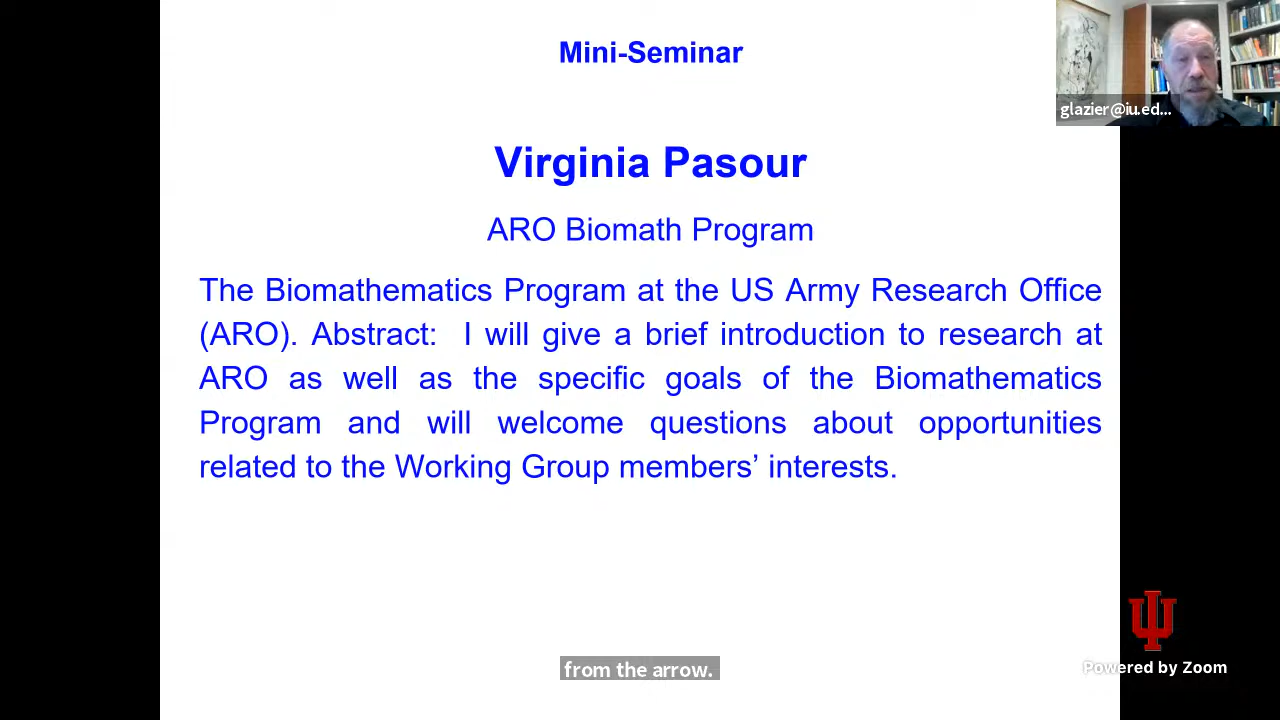 Mini-Seminar
glazier@iu.ed...
Virginia Pasour
ARO Biomath Program
The Biomathematics Program at the US Army Research Office
(ARO). Abstract: I will give a brief introduction to research at
ARO as well as the specific goals of the Biomathematics
Program and will welcome questions about opportunities
related to the Working Group members’ interests.
from the arrow.
Powered by Zoom